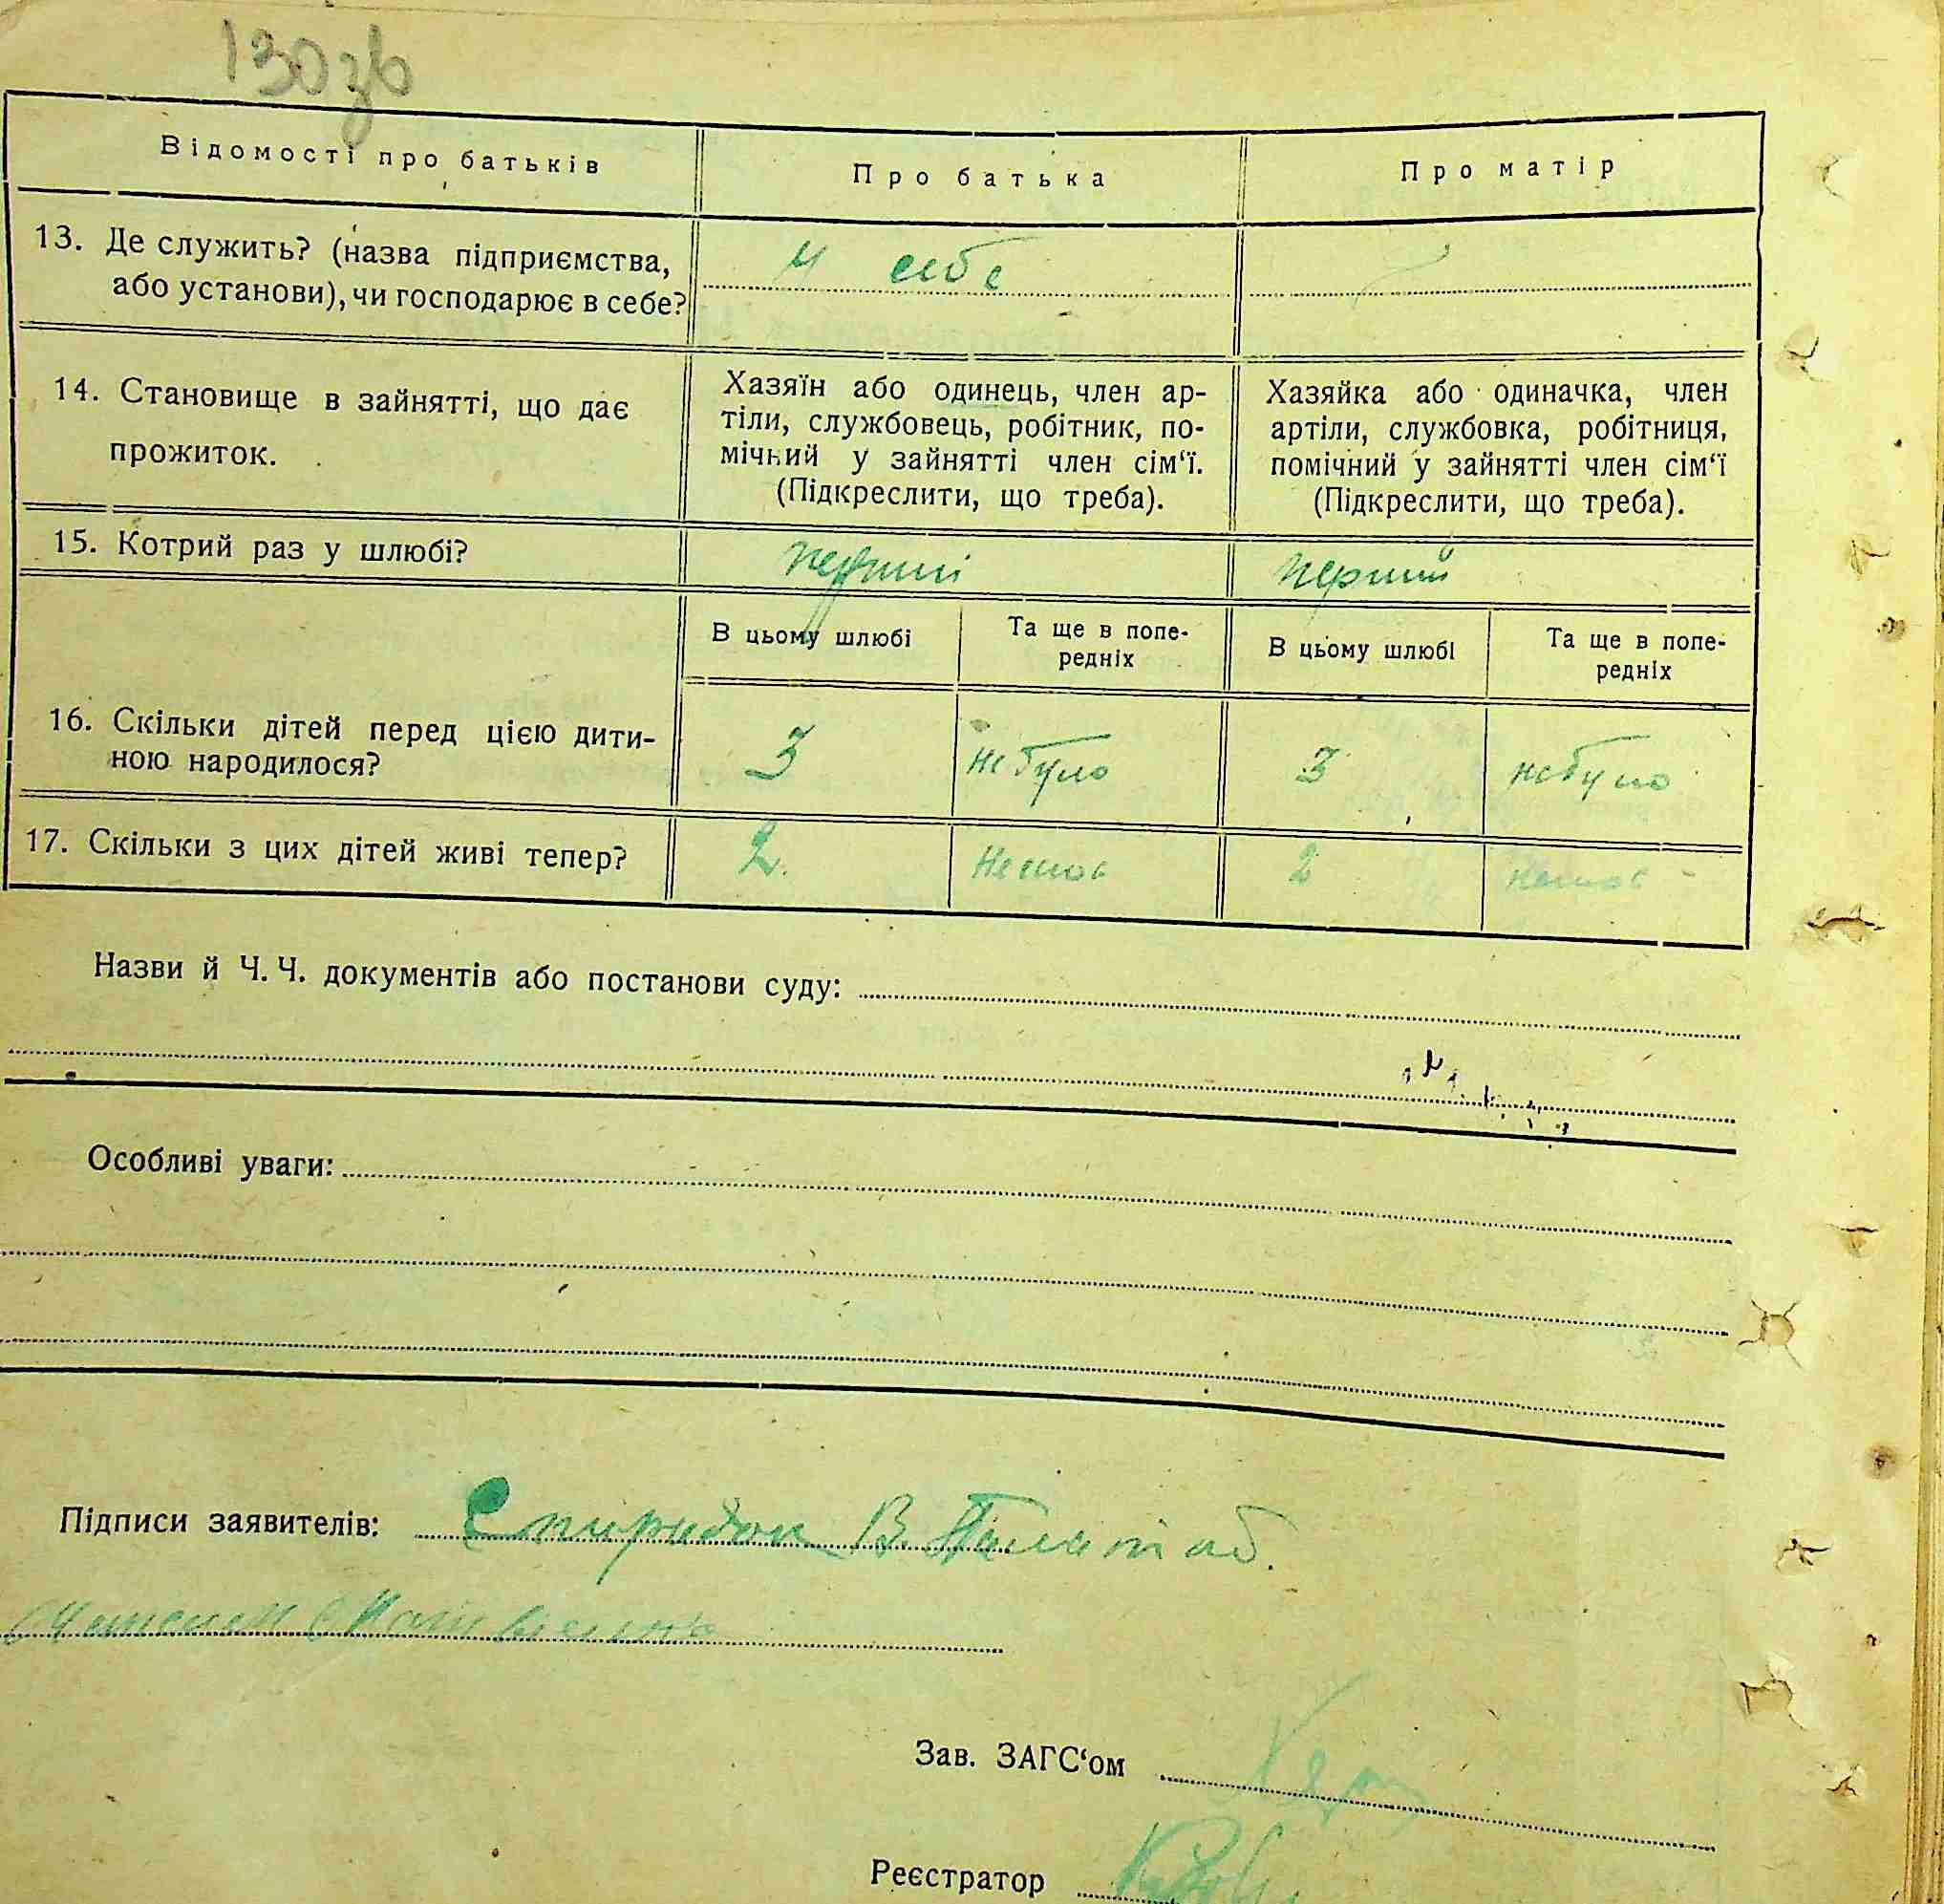 130зв
Відомості про батьків
Про батька
Про матір
13. Де служить? (назва підприємства,
або установи), чи господарює в себе?
У себе
14. Становище в зайнятті, що дає
прожиток.
Хазяїн або одинець, член ар-
тіли, службовець, робітник, по-
мічний у зайнятті член сім‘ї.
(Підкреслити, що треба).
Хазяйка або одиначка, член
артіли, службовка, робітниця,
помічний у зайнятті член сім‘ї
(Підкреслити, що треба).
15. Котрий раз у шлюбі?
перший
перший
В цьому шлюбі
Та ще в попе-
редніх
В цьому шлюбі
Та ще в попе-
редніх
16. Скільки дітей перед цією дити-
ною народилося?
3
не було
3
не було
17. Скільки з цих дітей живі тепер?
2
2
Назви й Ч. Ч. документів або постанови суду:
Особливі уваги:
Підписи заявителів:
Спиридон В.
Зав. ЗАГС‘ом
Реєстратор